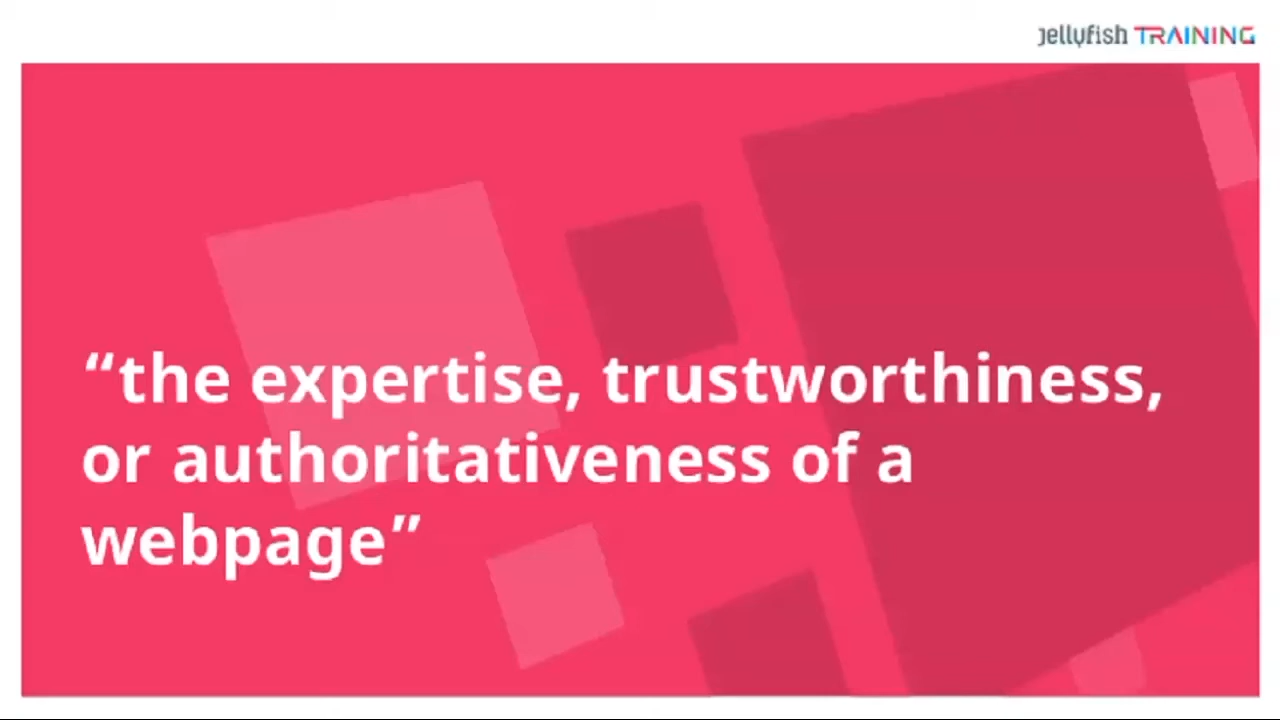 jellyfish TRAINING
“the expertise, trustworthiness,
or authoritativeness of a
webpage”